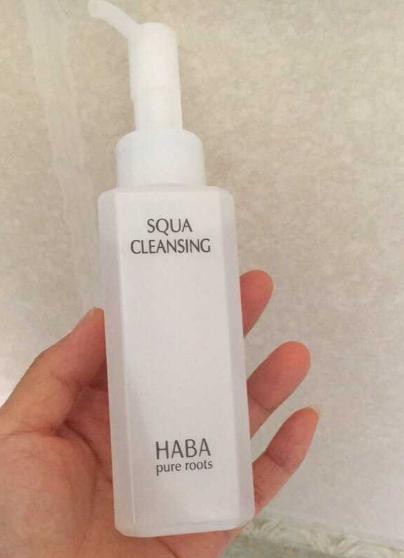 SQUA
CLEANSING
HABA
pure roots